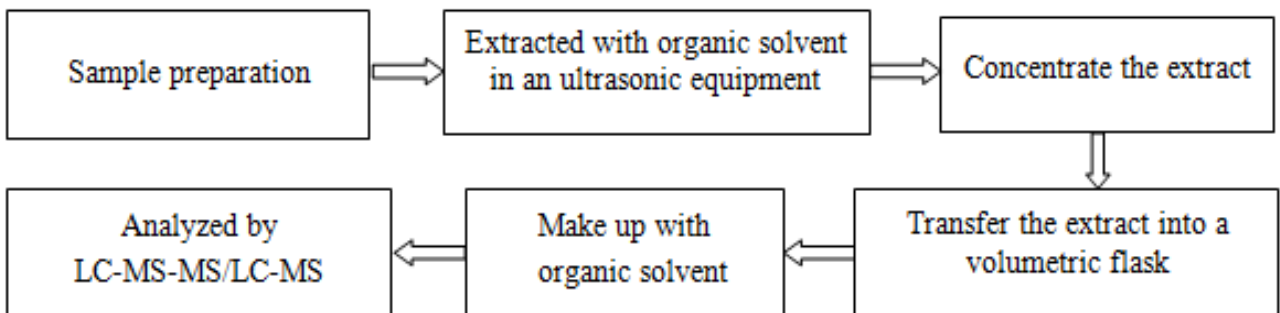 Sample preparation
Extracted with organic solvent
in an ultrasonic equipment
Concentrate the extract
Transfer the extract into a
volumetric flask
Make up with
organic solvent
Analyzed by
LC-MS-MS/LC-MS